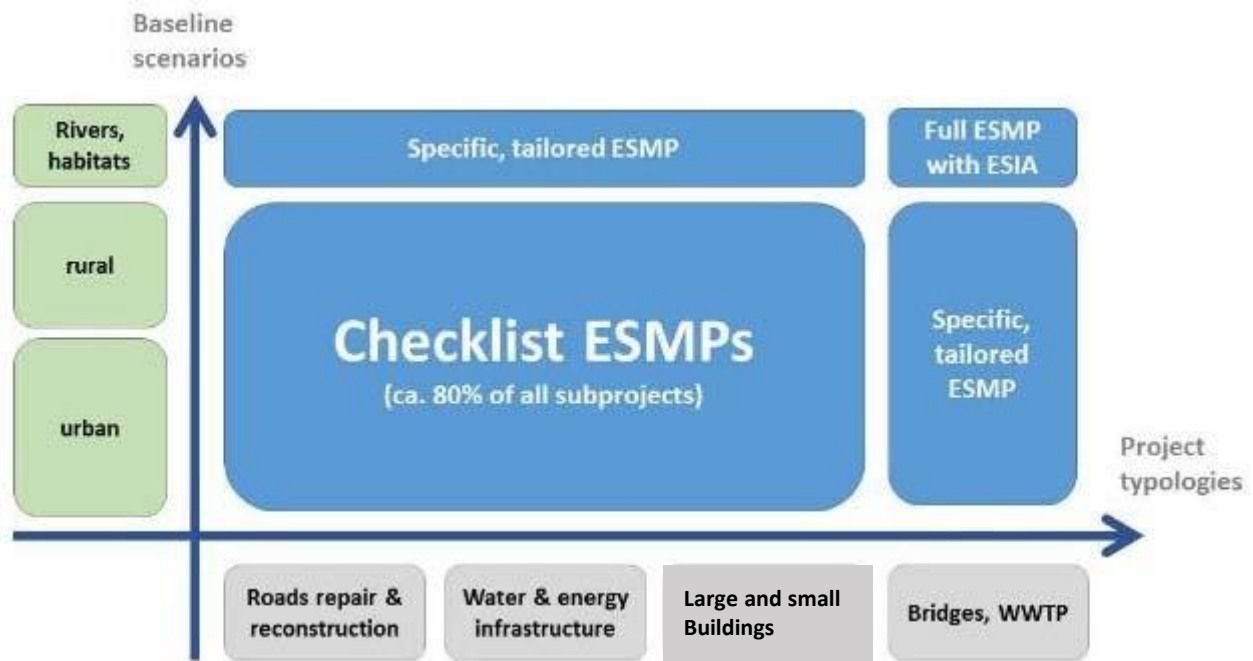 Baseline
scenarios
Rivers,
habitats
Specific, tailored ESMP
Full ESMP
with ESIA
rural
Checklist ESMPs
(ca. 80% of all subprojects)
Specific,
tailored
ESMP
urban
Project
typologies
Roads repair &
reconstruction
Water & energy
infrastructure
Large and small
Buildings
Bridges, WWTP